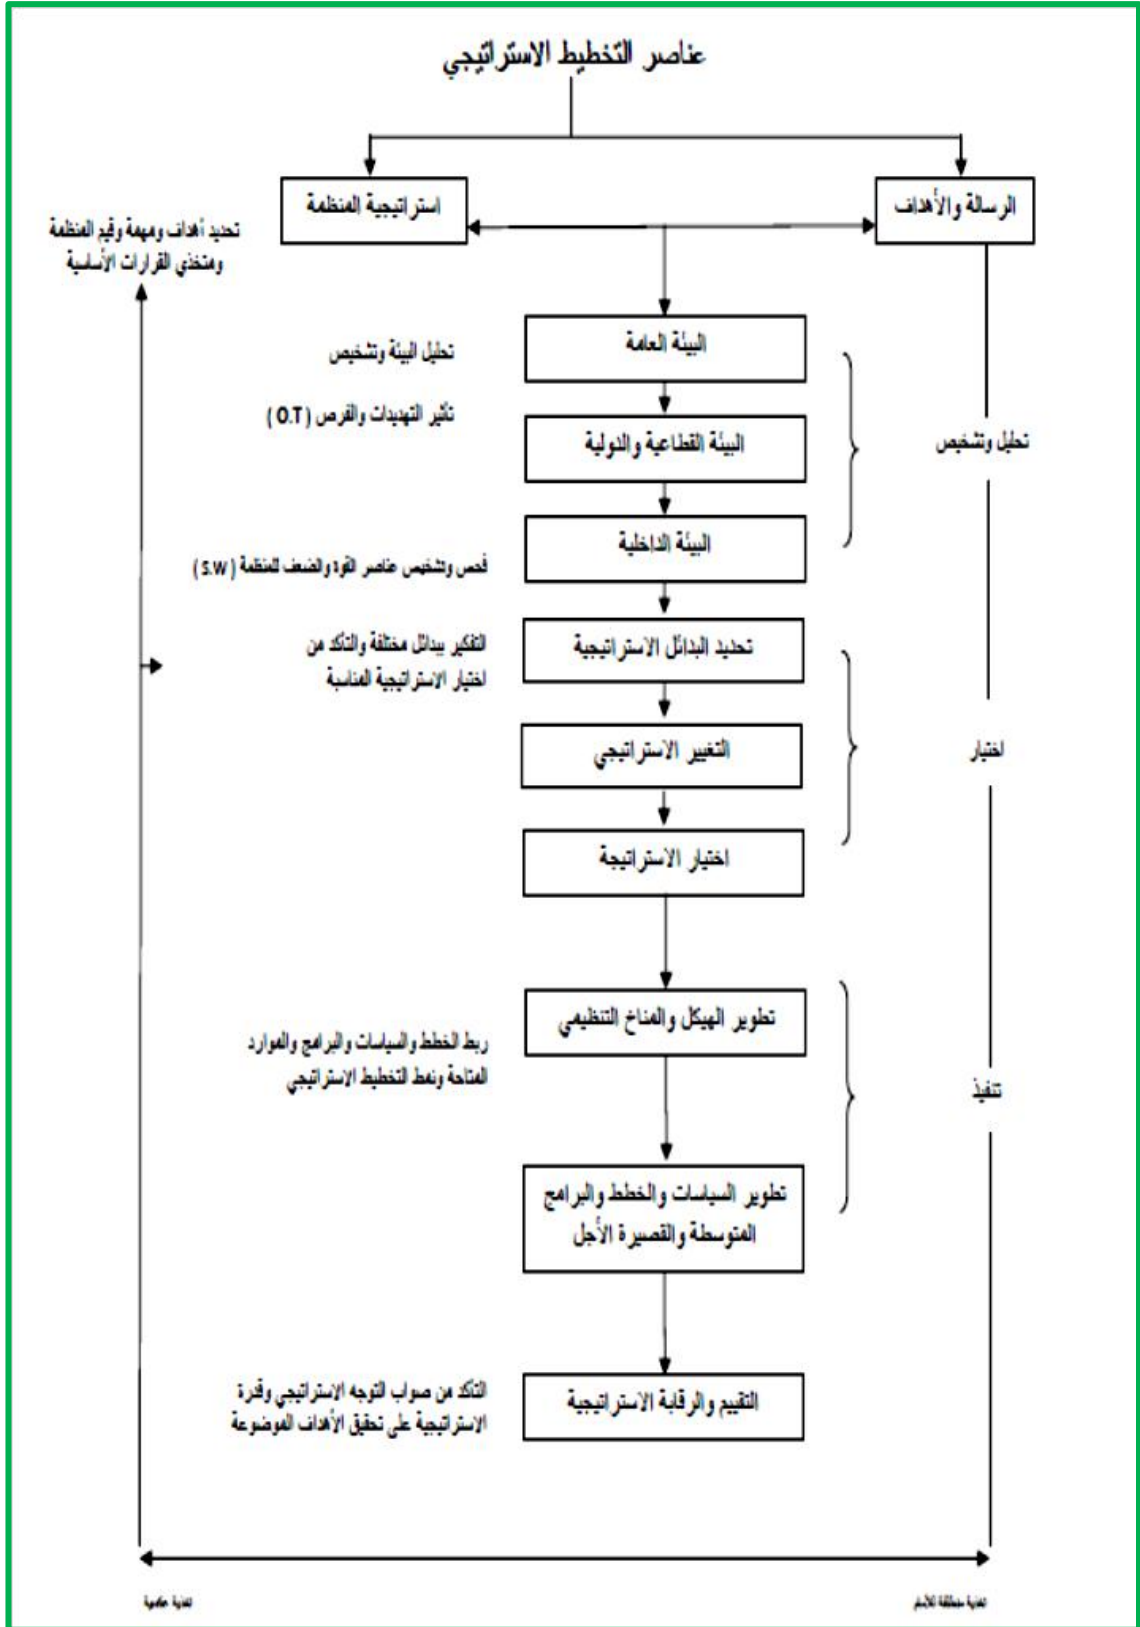 عناصر التخطيط الاستراتيجي
الرسالة والأهداف
استراتيجية المنظمة
تحديد أهداف ومهمة وقيم المنظمة
ومتخذي القرارات الأساسية
البيئة العامة
تحليل البيئة وتشخيص
تأثير التهديدات والفرص ( O.T )
البيئة القطاعية والدولية
تحليل وتشخيص
البيئة الداخلية
فحص وتشخيص عناصر القوة والضعف للمنظمة ( S.W )
تحديد البدائل الاستراتيجية
التفكير ببدائل مختلفة والتأكد من
اختيار الاستراتيجية المناسبة
التغيير الاستراتيجي
اختيار
اختيار الاستراتيجة
تطوير الهيكل والمناخ التنظيمي
ربط الخطط والسياسات والبرامج والموارد
المتاحة ونمط التخطيط الاستراتيجي
تنفيذ
تطوير السياسات والخطط والبرامج
المتوسطة والقصيرة الأجل
التقييم والرقابة الاستراتيجية
التأكد من صواب التوجه الاستراتيجي وقدرة
الاستراتيجية على تحقيق الأهداف الموضوعة